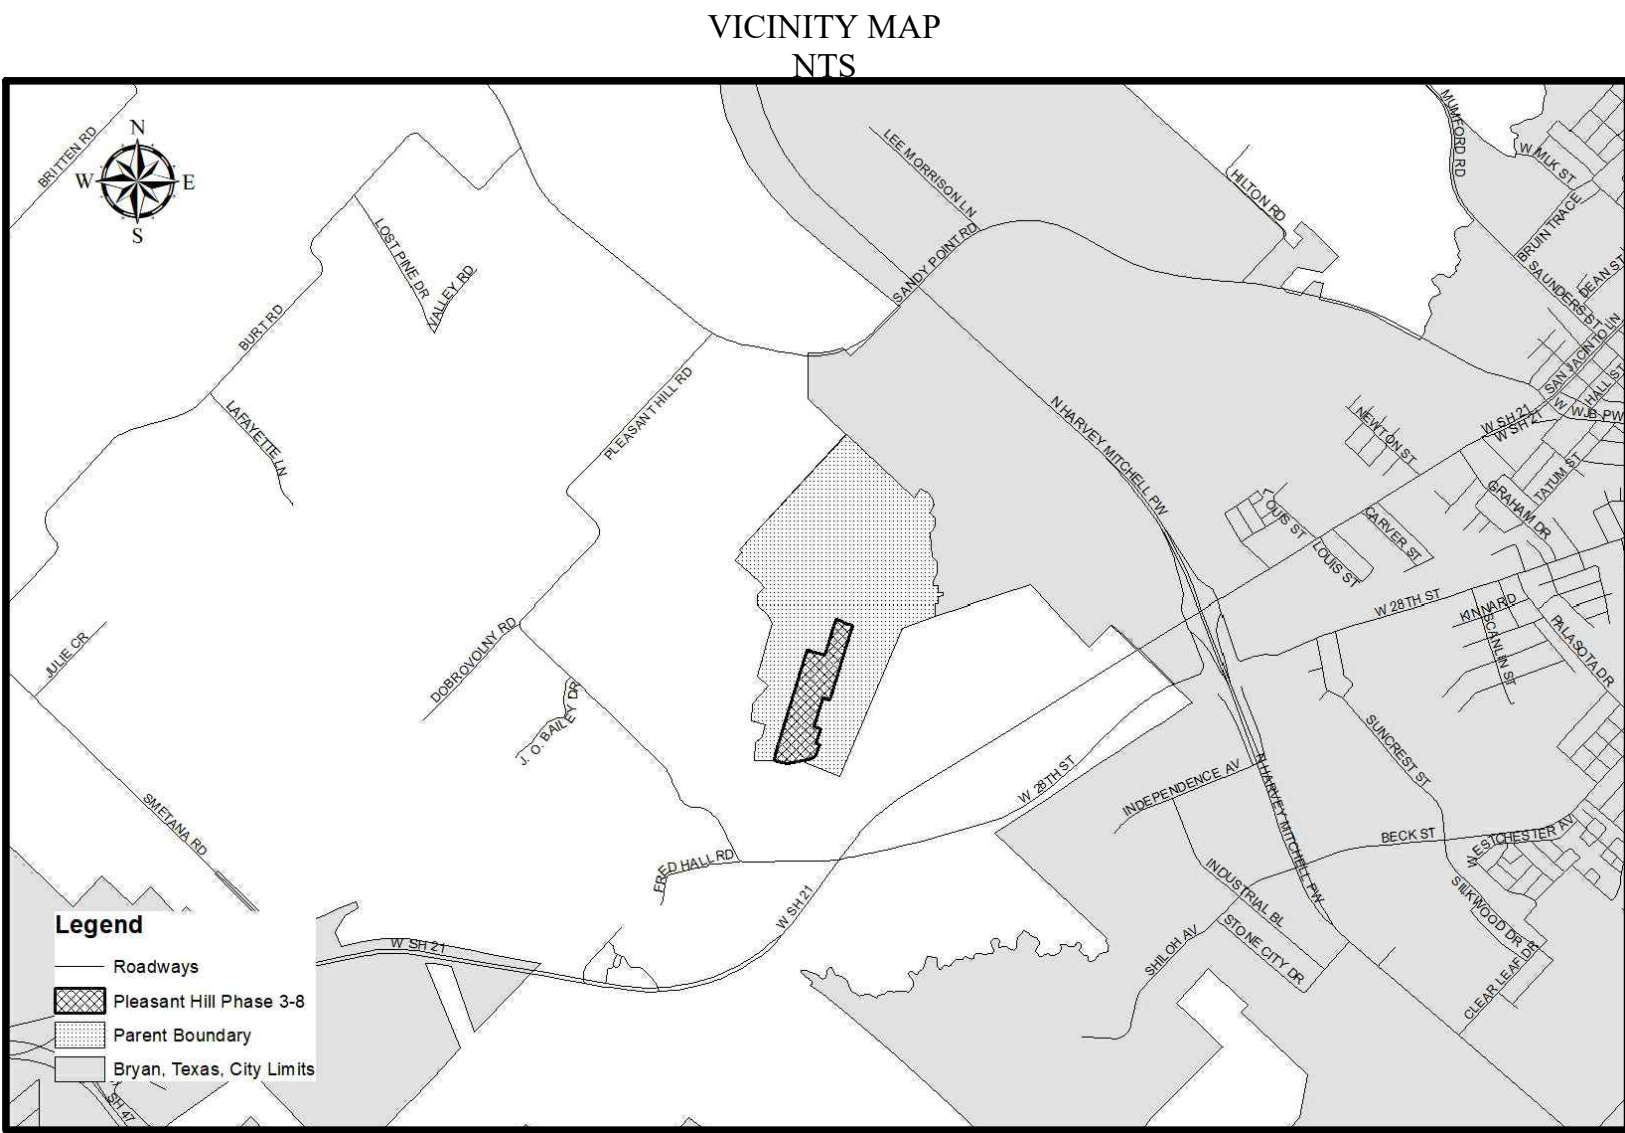 VICINITY MAP
NTS
BRITTEN RD
N
W
E
S
LEE MORRISON LN
MUMFORD RD
W MLK ST
HILTON RD
BRUIN TRACE
SAUNDERS ST
DEAN ST
LOST PINE DR
NALLEY RD
SANDY POINT RD
BURT RD
SAN JACINTO LN
HALL ST
PLEASANT HILL RD
LAFAYETTE LN
N HARVEY MITCHELL PW
NEWTON ST
W SH 21
W SH 21
W
WJB PW
TATUM ST
GRAHAM DR
OUIS ST
LOUIS ST
CARVER ST
W 28TH ST
KINNARD
SCANLIN ST
PALASOTA DR
JULIE CR
DOBROVOLNY RD
J. O. BAILEY DR
SUNCREST ST
SMETANA RD
W 28TH ST
INDEPENDENCE AV
N HARVEY MITCHELL PW
BECK ST
WESTCHESTER AV
FRED HALL RD
INDUSTRIAL BL
STONE CITY DR
SILKWOOD DR
W SH 21
W SH 21
SHILOH AV
CLEAR LEAF DR
Legend
Roadways
Pleasant Hill Phase 3-8
Parent Boundary
Bryan, Texas, City Limits
SH 47